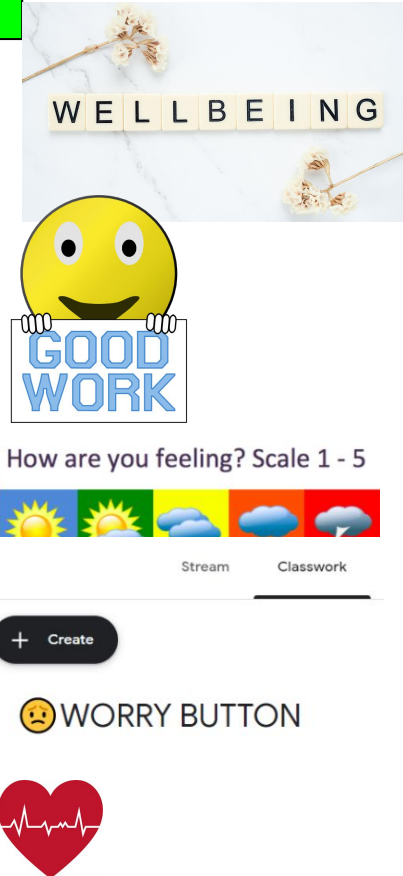 WELLBEING
GOOD
WORK
How are you feeling? Scale 1 - 5
Stream Classwork
+ Create
WORRY BUTTON